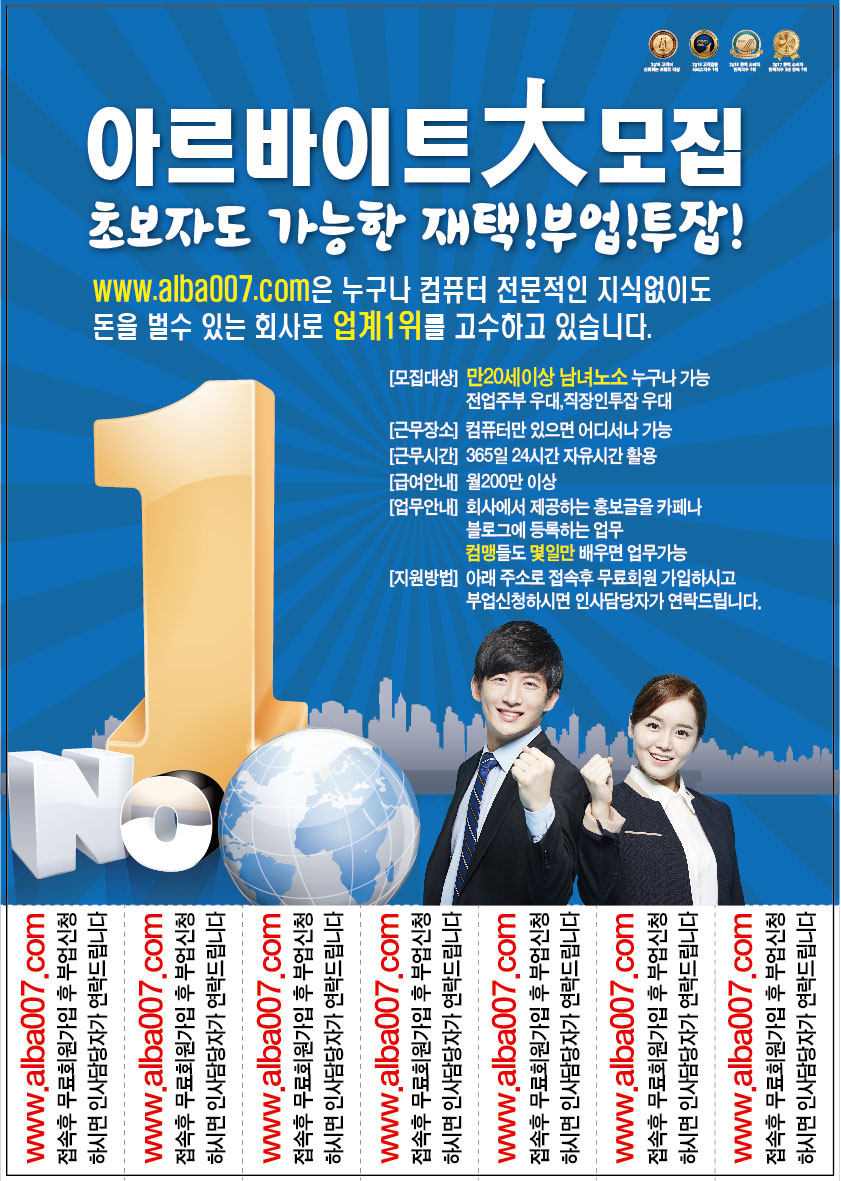 아르바이트大모집
초보자도 가능한 재택!부업!투잡!
www.alba007.com은 누구나 컴퓨터 전문적인 지식없이도
돈을 벌수 있는 회사로 업계1위를 고수하고 있습니다.
[모집대상] 만20세이상 남녀노소 누구나 가능
전업주부 우대,직장인투잡 우대
[근무장소] 컴퓨터만 있으면 어디서나 가능
[근무시간] 365일 24시간 자유시간 활용
[급여안내] 월200만 이상
[업무안내] 회사에서 제공하는 홍보글을 카페나
블로그에 등록하는 업무
컴맹들도 몇일만 배우면 업무가능
[지원방법] 아래 주소로 접속후 무료회원 가입하시고
부업신청하시면 인사담당자가 연락드립니다.
No 1
www.alba007.com
접속후 무료회원가입 후 부업신청
하시면 인사담당자가 연락드립니다
www.alba007.com
접속후 무료회원가입 후 부업신청
하시면 인사담당자가 연락드립니다
www.alba007.com
접속후 무료회원가입 후 부업신청
하시면 인사담당자가 연락드립니다
www.alba007.com
접속후 무료회원가입 후 부업신청
하시면 인사담당자가 연락드립니다
www.alba007.com
접속후 무료회원가입 후 부업신청
하시면 인사담당자가 연락드립니다
www.alba007.com
접속후 무료회원가입 후 부업신청
하시면 인사담당자가 연락드립니다
www.alba007.com
접속후 무료회원가입 후 부업신청
하시면 인사담당자가 연락드립니다